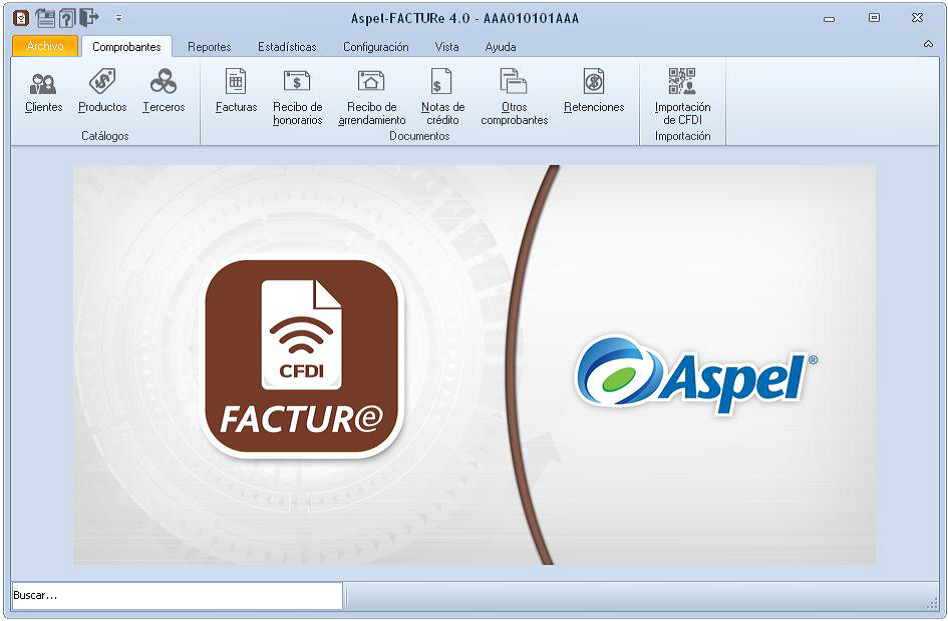 Aspel-FACTURe 4.0 - AAA010101AAA
Archivo Comprobantes Reportes Estadísticas Configuración Vista Ayuda
Clientes Productos Terceros Facturas Recibo de honorarios Recibo de arrendamiento Notas de crédito Otros comprobantes Retenciones Importación de CFDI
Catálogos Documentos Importación
CFDI
FACTURe
Aspel®
Buscar...